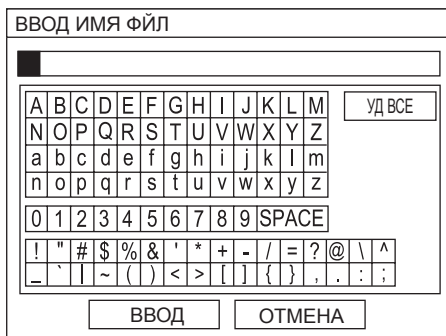 ВВОД ИМЯ ФЙЛ
A B C D E F G H I J K L M УД ВСЕ
N O P Q R S T U V W X Y Z
a b c d e f g h i j k l m
n o p q r s t u v w x y z
0 1 2 3 4 5 6 7 8 9 SPACE
! " # $ % & ' * + - / = ? @ \ ^
_ ` | ~ ( ) < > [ ] { } , . : ;
ВВОД ОТМЕНА